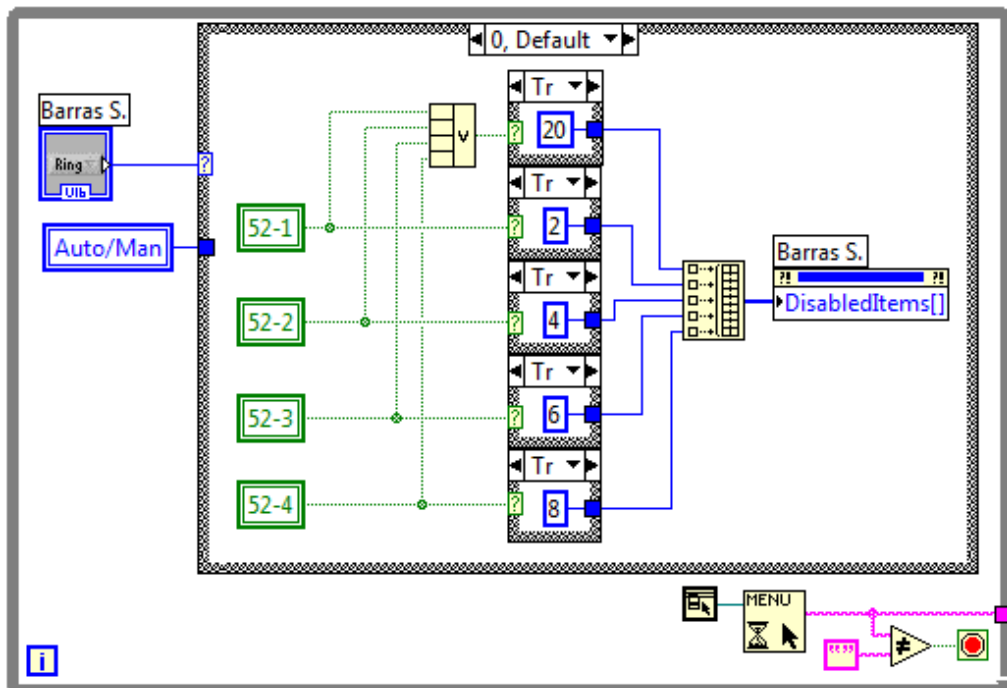 0, Default
Barras S.
Ring
Auto/Man
Tr
20
Tr
2
Tr
4
Tr
6
Tr
8
52-1
52-2
52-3
52-4
V
?
?
?
?
?
?
Barras S.
?! ?!
DisabledItems[]
MENU
""
≠
i